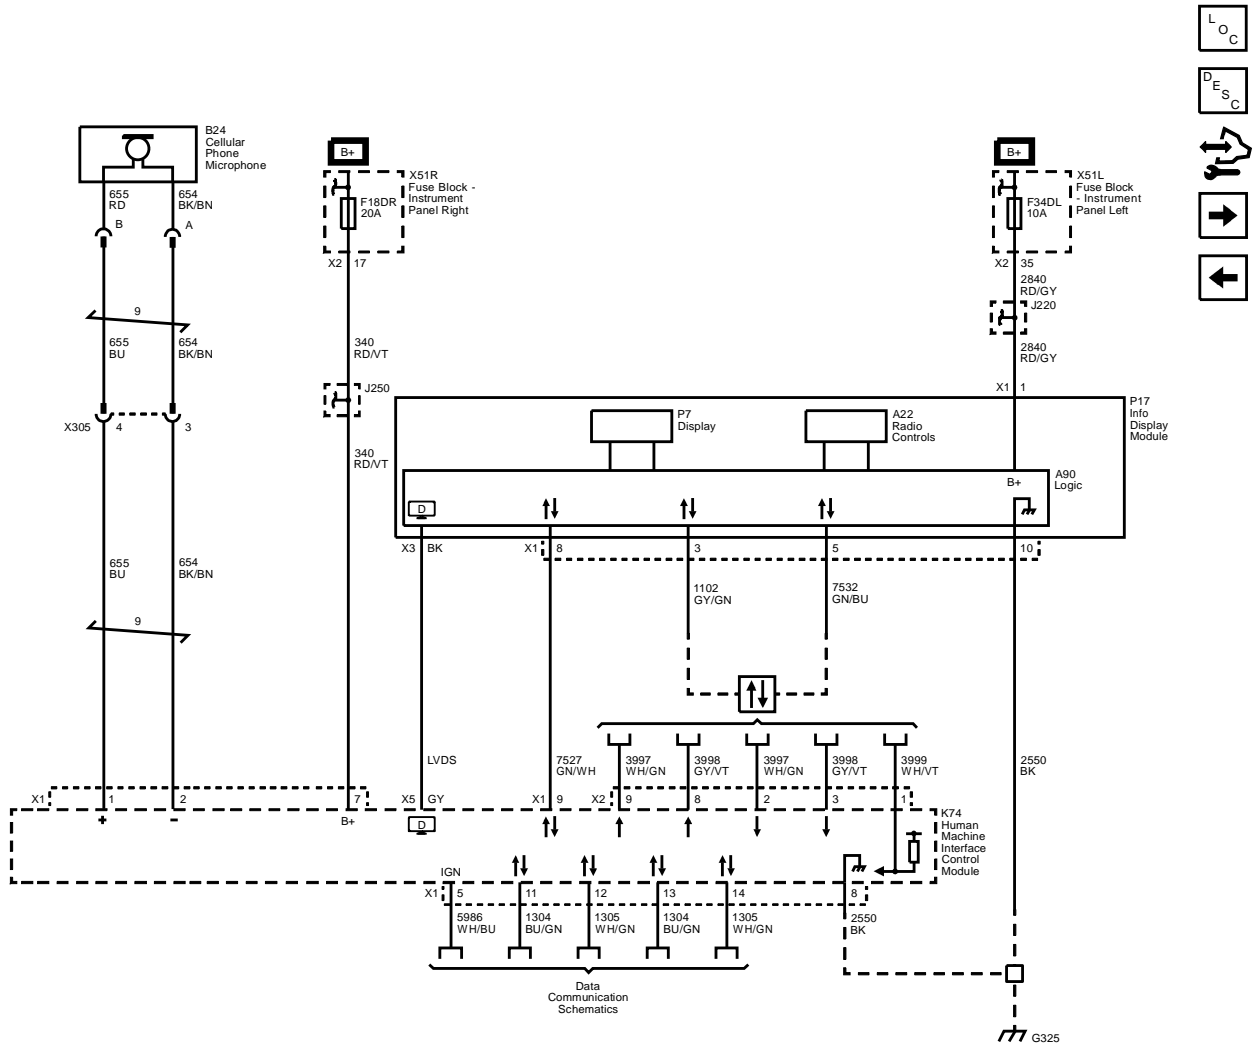 L
O
C
D
E
S
C
B24
Cellular
Phone
Microphone
655
RD
654
BK/BN
B
A
9
655
BU
654
BK/BN
X305
4
3
655
BU
654
BK/BN
9
B+
X51R
Fuse Block -
Instrument
Panel Right
F18DR
20A
X2
17
340
RD/VT
J250
340
RD/VT
B+
X51L
Fuse Block
- Instrument
Panel Left
F34DL
10A
X2
35
2840
RD/GY
J220
2840
RD/GY
X1
1
P17
Info
Display
Module
P7
Display
A22
Radio
Controls
A90
Logic
B+
D
X3
BK
X1
8
3
5
10
1102
GY/GN
7532
GN/BU
LVDS
7527
GN/WH
3997
WH/GN
3998
GY/VT
3997
WH/GN
3998
GY/VT
3999
WH/VT
2550
BK
X1
1
2
7
X5
GY
X1
9
X2
9
8
2
3
1
+
-
B+
D
K74
Human
Machine
Interface
Control
Module
IGN
X1
5
11
12
13
14
8
5986
WH/BU
1304
BU/GN
1305
WH/GN
1304
BU/GN
1305
WH/GN
2550
BK
Data
Communication
Schematics
G325